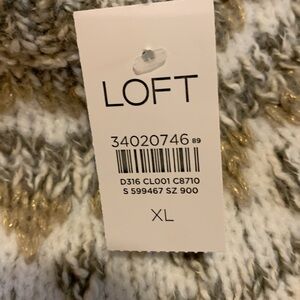 LOFT
34020746 89
D316 CL001 C8710
S 599467 SZ 900
XL